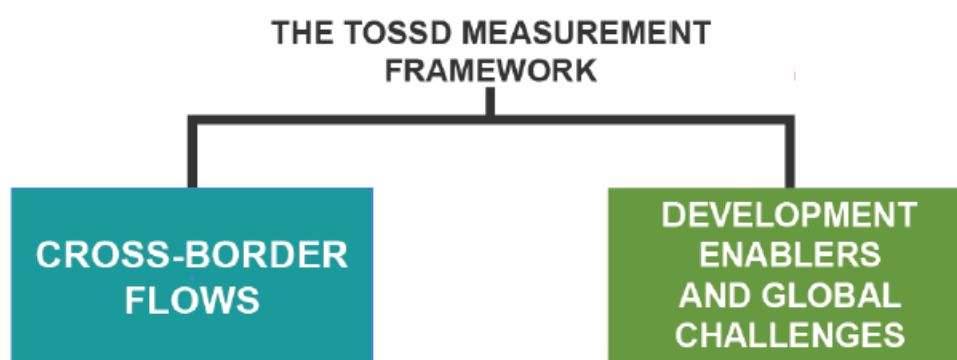 THE TOSSD MEASUREMENT
FRAMEWORK
CROSS-BORDER
FLOWS
DEVELOPMENT
ENABLERS
AND GLOBAL
CHALLENGES